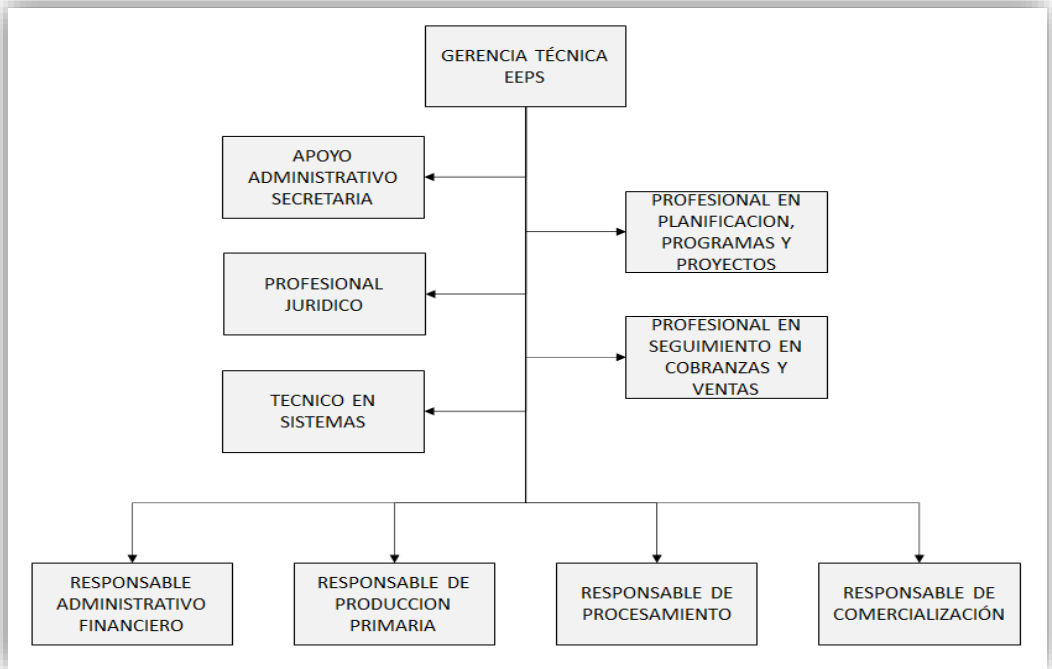 GERENCIA TÉCNICA
EEPS
APOYO
ADMINISTRATIVO
SECRETARIA
PROFESIONAL EN
PLANIFICACION,
PROGRAMAS Y
PROYECTOS
PROFESIONAL
JURIDICO
PROFESIONAL EN
SEGUIMIENTO EN
COBRANZAS Y
VENTAS
TECNICO EN
SISTEMAS
RESPONSABLE
ADMINISTRATIVO
FINANCIERO
RESPONSABLE DE
PRODUCCION
PRIMARIA
RESPONSABLE DE
PROCESAMIENTO
RESPONSABLE DE
COMERCIALIZACIÓN